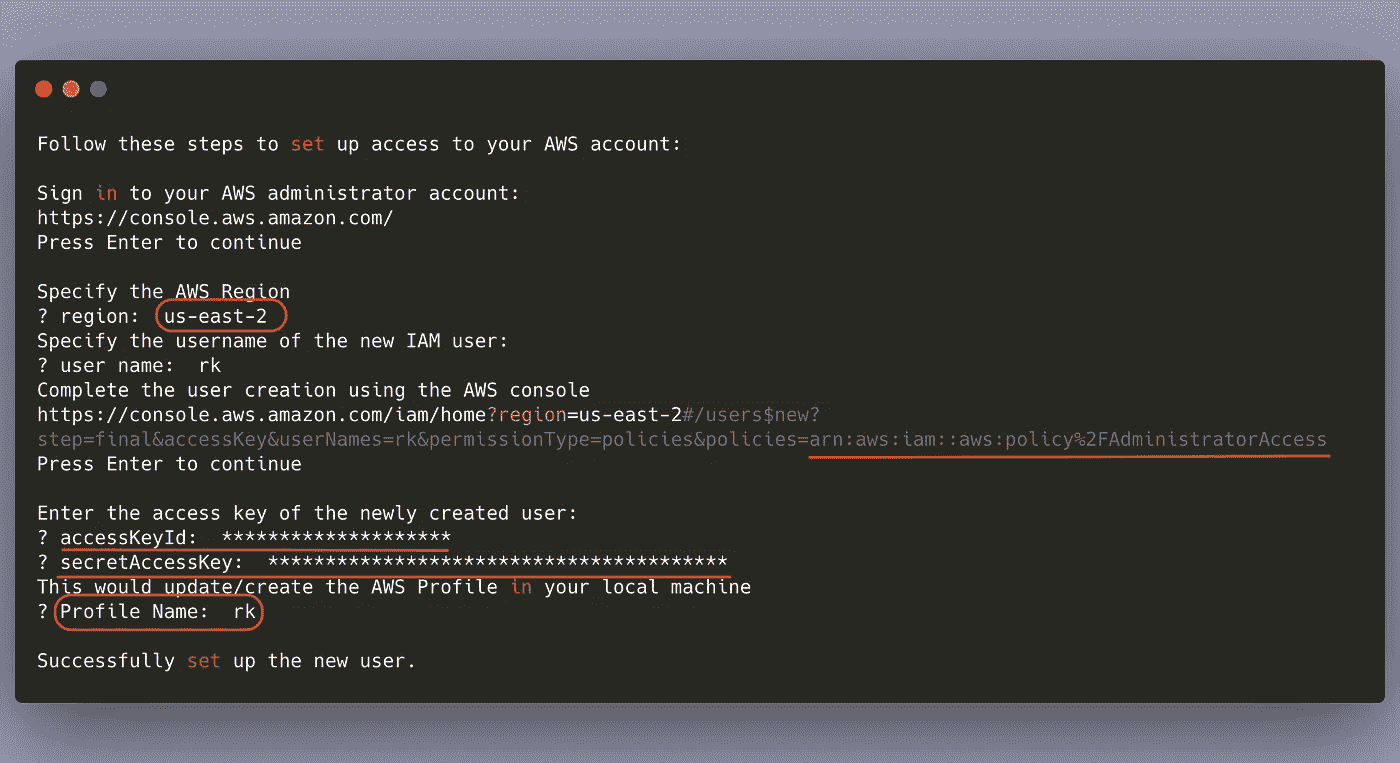 Follow these steps to set up access to your AWS account:
Sign in to your AWS administrator account:
https://console.aws.amazon.com/
Press Enter to continue
Specify the AWS Region
? region:  us-east-2
Specify the username of the new IAM user:
? user name:  rk
Complete the user creation using the AWS console
https://console.aws.amazon.com/iam/home?region=us-east-2#/users$new?
step=final&accessKey&userNames=rk&permissionType=policies&policies=arn:aws:iam::aws:policy%2FAdministratorAccess
Press Enter to continue
Enter the access key of the newly created user:
? accessKeyId:  ********************
? secretAccessKey:  ****************************************
This would update/create the AWS Profile in your local machine
? Profile Name:  rk
Successfully set up the new user.